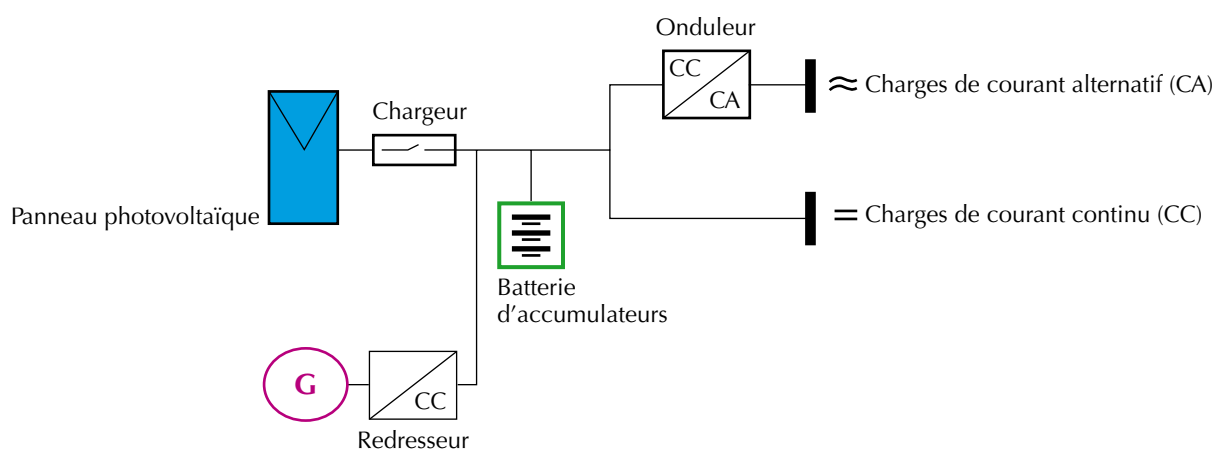 Onduleur
CC
CA
≈ Charges de courant alternatif (CA)
Chargeur
Panneau photovoltaïque
= Charges de courant continu (CC)
Batterie
d’accumulateurs
G
CC
Redresseur